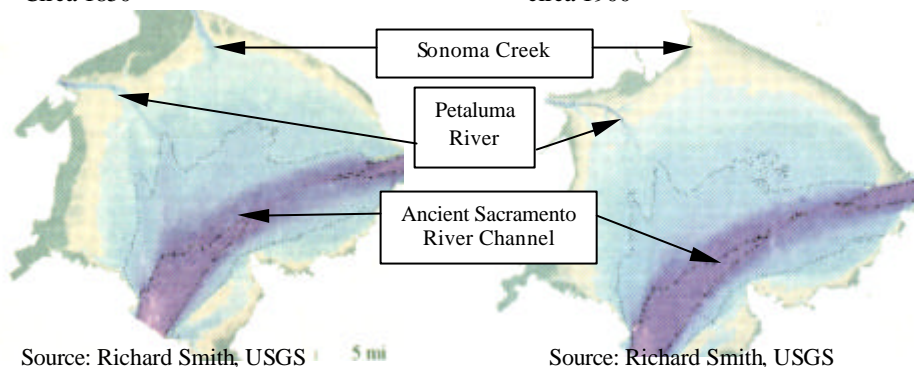 Sonoma Creek
Petaluma
River
Ancient Sacramento
River Channel
Source: Richard Smith, USGS
5 mi
Source: Richard Smith, USGS